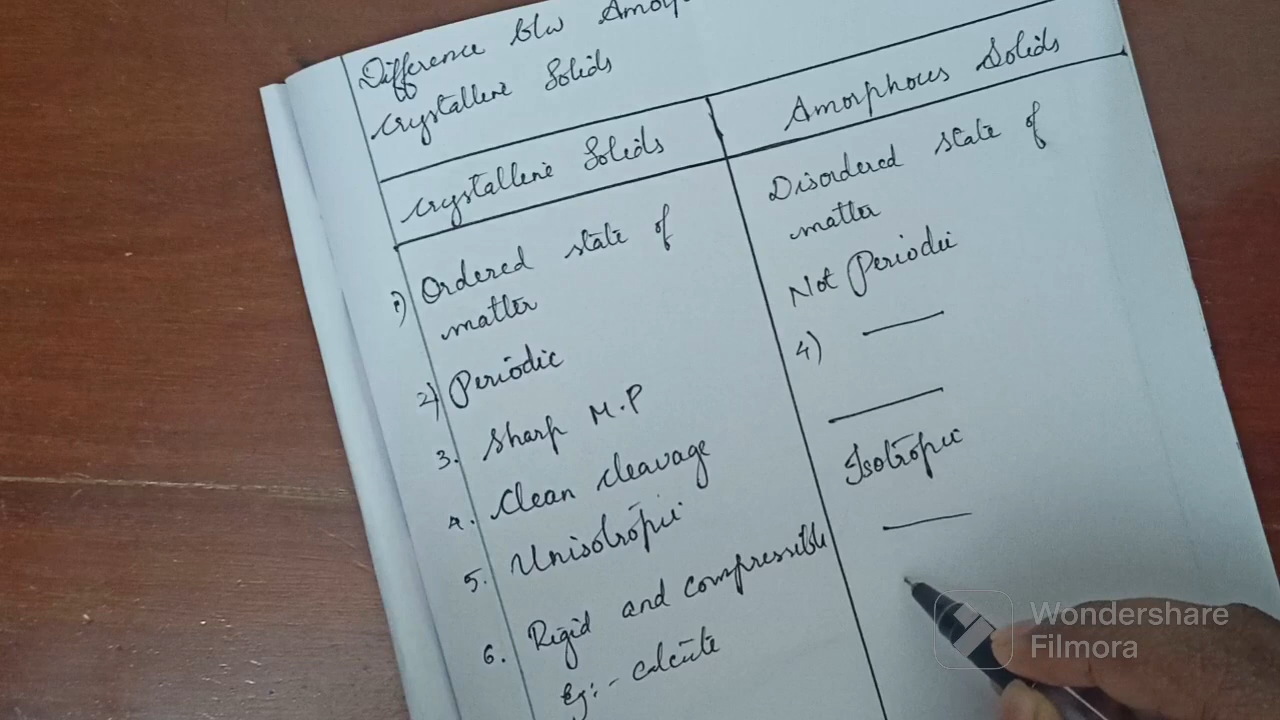 Difference b/w Amorp
Crystalline Solids
Crystalline Solids
Amorphous Solids
1) Ordered state of
matter
2) Periodic
3. Sharp M.P
4. Clean cleavage
5. Unisotropic
6. Rigid and compressible
Eg:- Calcite
Disordered state of
matter
Not Periodic
4)
Isotropic
Wondershare
Filmora